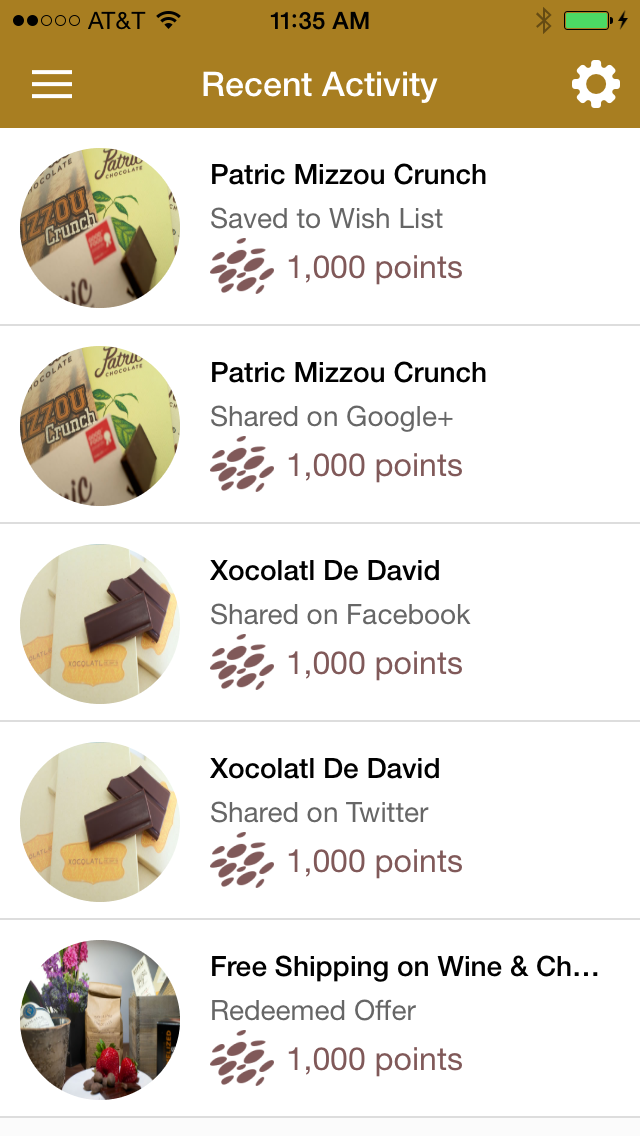 AT&T 11:35 AM
Recent Activity
Patric
CHOCOLATE
IZZOU
Crunch
Patric Mizzou Crunch
Saved to Wish List
1,000 points
Patric
CHOCOLATE
IZZOU
Crunch
Patric Mizzou Crunch
Shared on Google+
1,000 points
Xocolatl De David
Shared on Facebook
1,000 points
Xocolatl De David
Shared on Twitter
1,000 points
Free Shipping on Wine & Ch...
Redeemed Offer
1,000 points